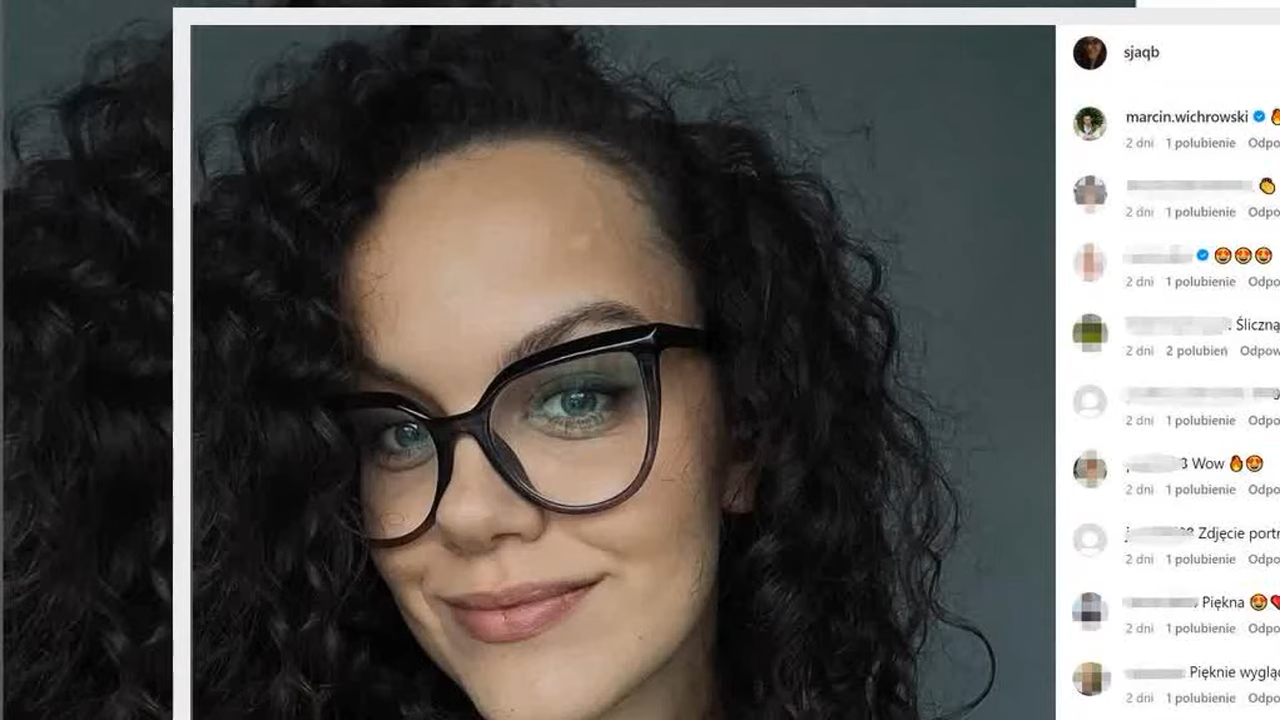 sjaqb
marcin.wichrowski
2 dni 1 polubienie Odpo
2 dni 1 polubienie Odpo
2 dni 1 polubienie Odpo
Śliczną
2 dni 2 polubień Odpow
2 dni 1 polubienie Odpo
Wow
2 dni 1 polubienie Odpo
Zdjęcie portr
2 dni 1 polubienie Odpo
Piękna
2 dni 1 polubienie Odpo
Pięknie wyglą
2 dni 1 polubienie Odpo